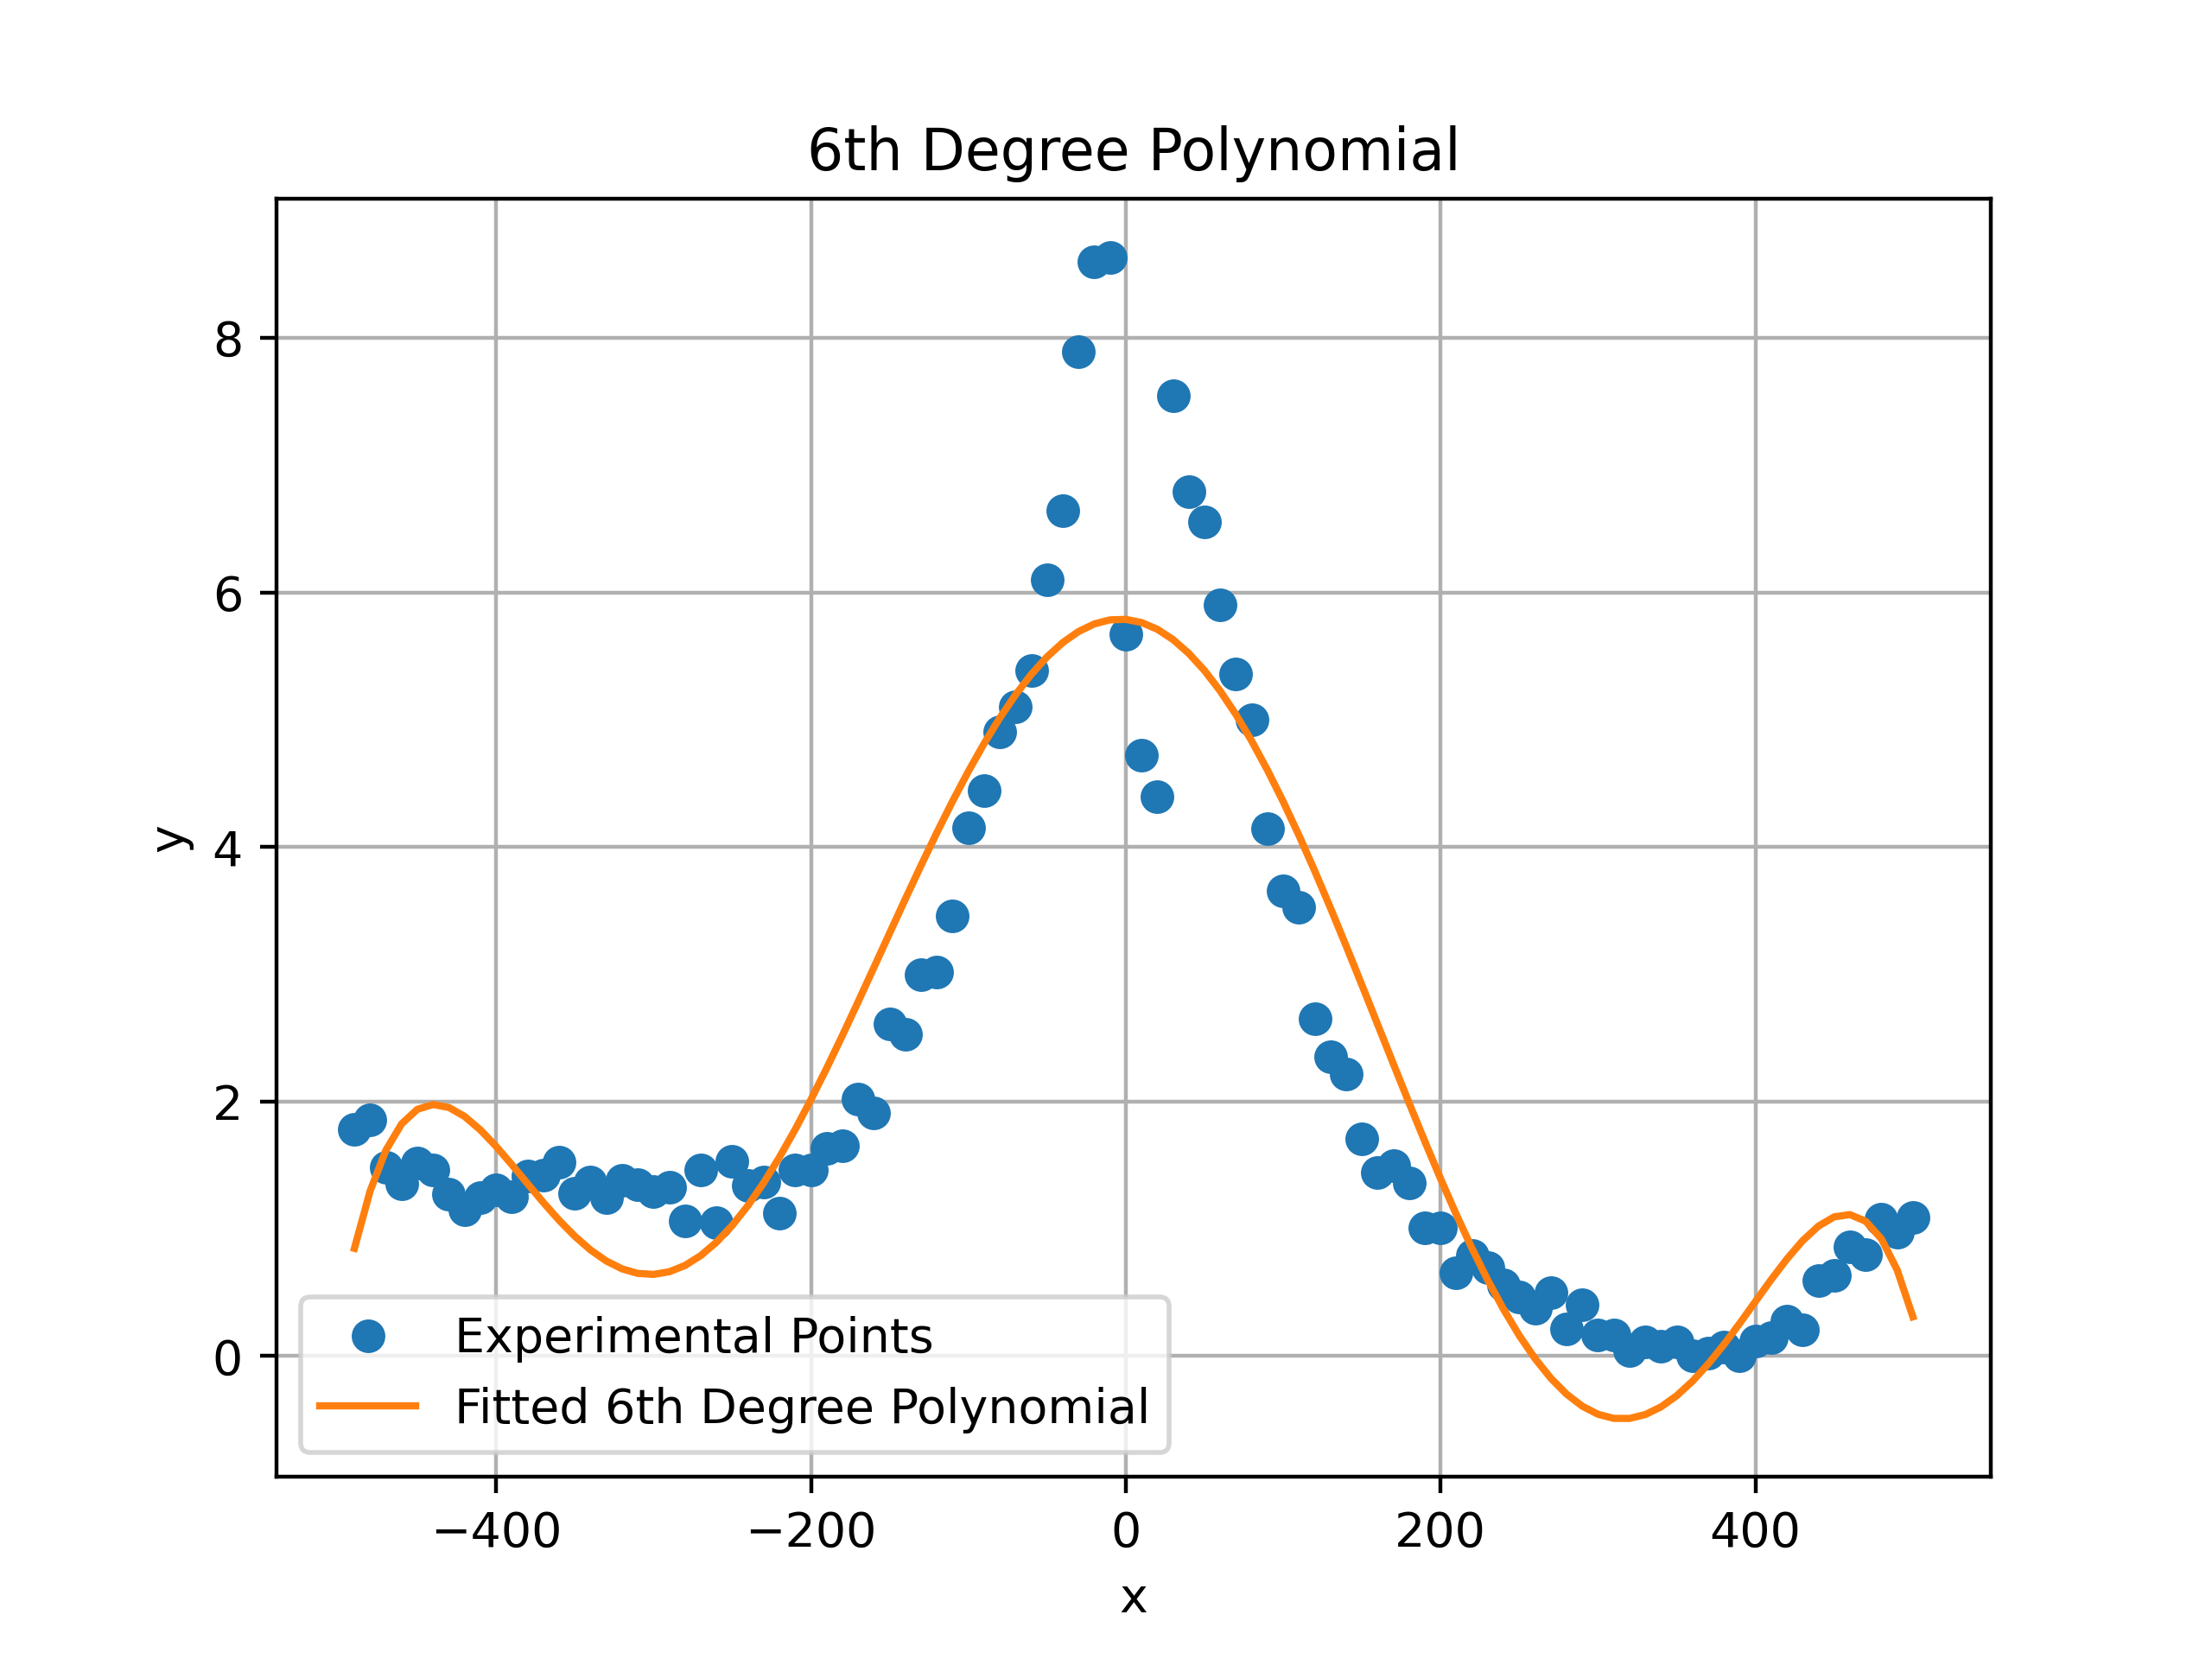 6th Degree Polynomial
8
6
4
2
0
y
Experimental Points
Fitted 6th Degree Polynomial
−400 −200 0 200 400
x